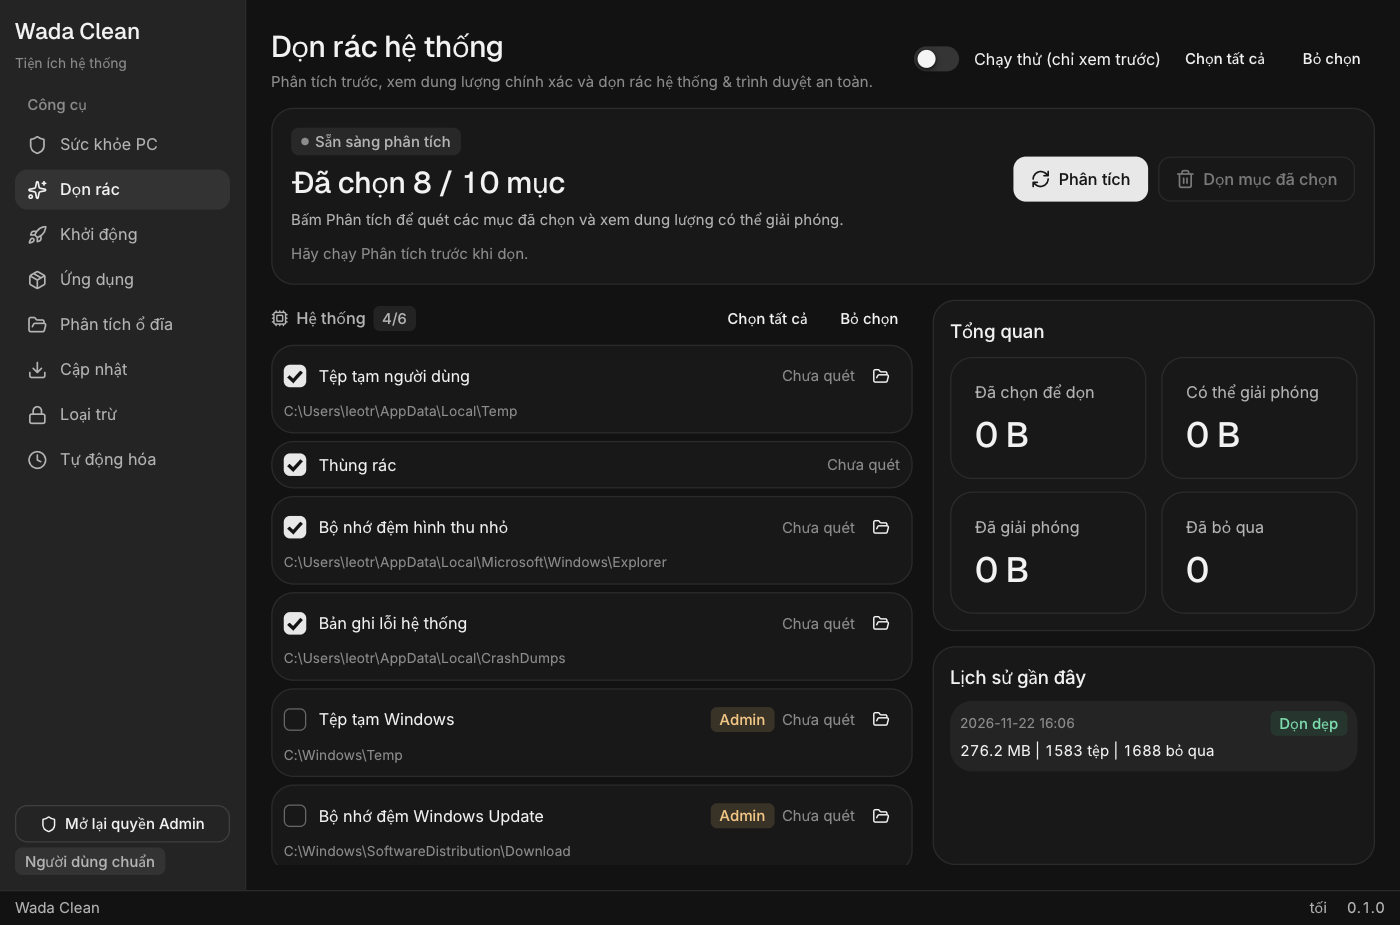 Wada Clean
Tiện ích hệ thống
Công cụ
Sức khỏe PC
Dọn rác
Khởi động
Ứng dụng
Phân tích ổ đĩa
Cập nhật
Loại trừ
Tự động hóa
Mở lại quyền Admin
Người dùng chuẩn
Dọn rác hệ thống
Phân tích trước, xem dung lượng chính xác và dọn rác hệ thống & trình duyệt an toàn.
Chạy thử (chỉ xem trước) Chọn tất cả Bỏ chọn
Sẵn sàng phân tích
Đã chọn 8 / 10 mục
Bấm Phân tích để quét các mục đã chọn và xem dung lượng có thể giải phóng.
Hãy chạy Phân tích trước khi dọn.
Phân tích Dọn mục đã chọn
Hệ thống 4/6 Chọn tất cả Bỏ chọn
Tệp tạm người dùng Chưa quét
C:\Users\leotr\AppData\Local\Temp
Thùng rác Chưa quét
Bộ nhớ đệm hình thu nhỏ Chưa quét
C:\Users\leotr\AppData\Local\Microsoft\Windows\Explorer
Bản ghi lỗi hệ thống Chưa quét
C:\Users\leotr\AppData\Local\CrashDumps
Tệp tạm Windows Admin Chưa quét
C:\Windows\Temp
Bộ nhớ đệm Windows Update Admin Chưa quét
C:\Windows\SoftwareDistribution\Download
Tổng quan
Đã chọn để dọn
0 B
Có thể giải phóng
0 B
Đã giải phóng
0 B
Đã bỏ qua
0
Lịch sử gần đây
2026-11-22 16:06 Dọn dẹp
276.2 MB | 1583 tệp | 1688 bỏ qua
Wada Clean tối 0.1.0